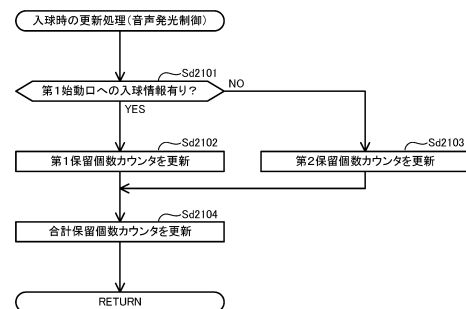 入球時の更新処理(音声発光制御)
Sd2101
第1始動口への入球情報有り?
NO
YES
Sd2102
Sd2103
第1保留個数カウンタを更新
第2保留個数カウンタを更新
Sd2104
合計保留個数カウンタを更新
RETURN